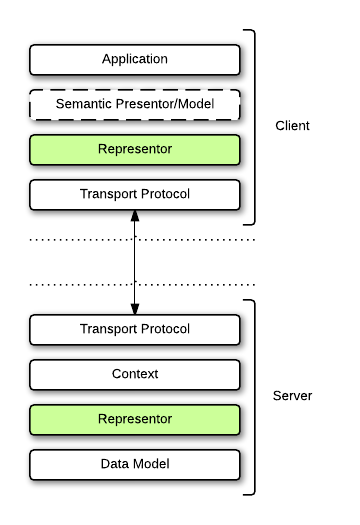 Application
Semantic Presentor/Model
Representor
Transport Protocol
Client
Transport Protocol
Context
Representor
Data Model
Server